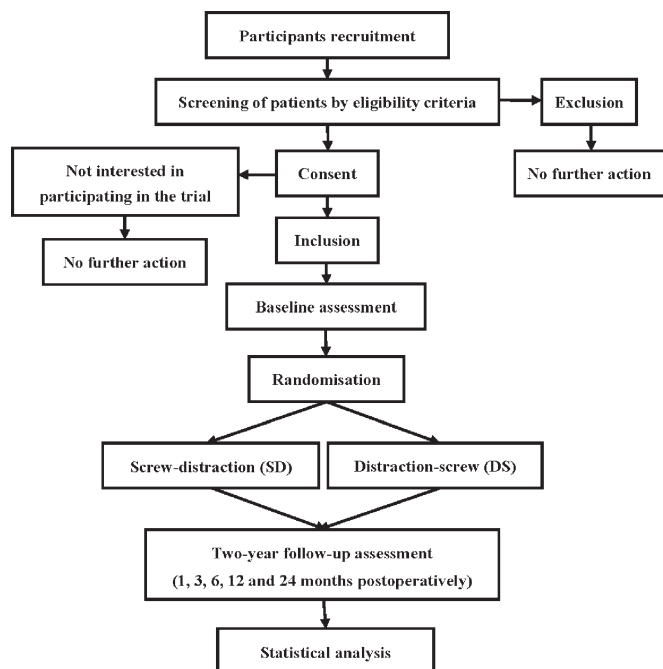 Participants recruitment
Screening of patients by eligibility criteria
Exclusion
No further action
Not interested in
participating in the trial
Consent
No further action
Inclusion
Baseline assessment
Randomisation
Screw-distraction (SD)
Distraction-screw (DS)
Two-year follow-up assessment
(1, 3, 6, 12 and 24 months postoperatively)
Statistical analysis